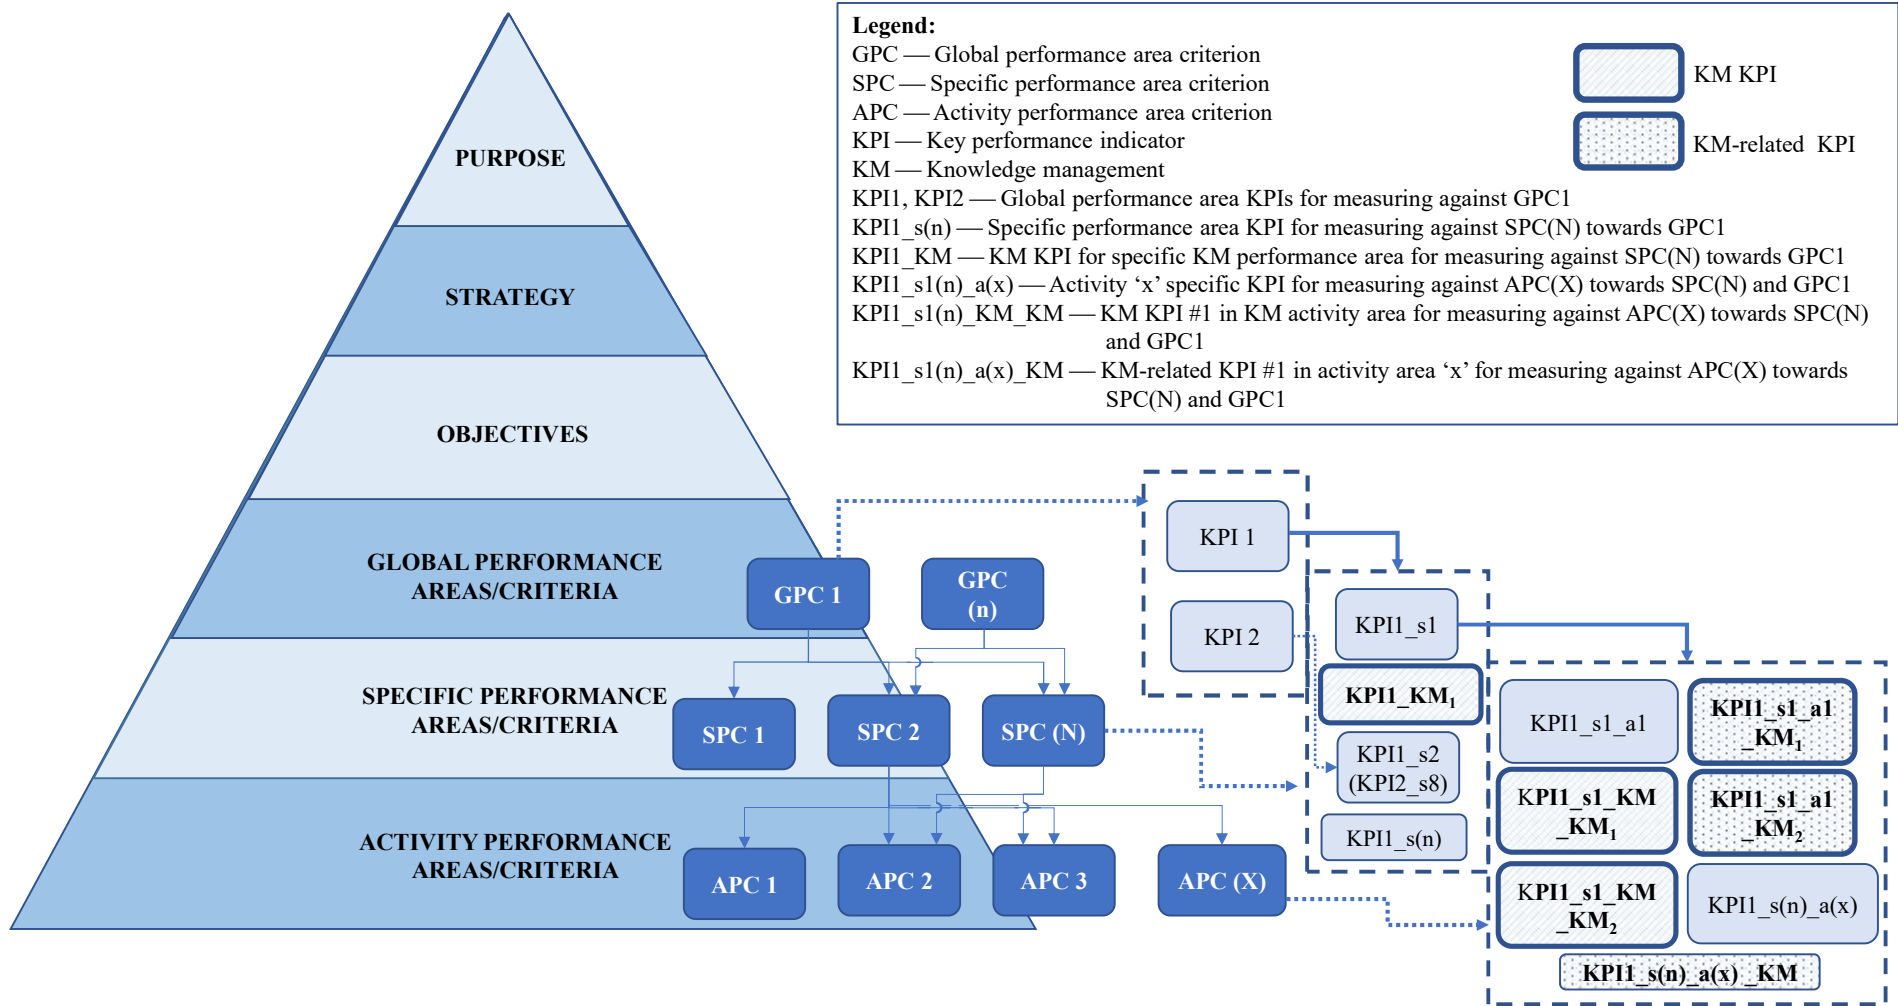 Legend:
GPC — Global performance area criterion
SPC — Specific performance area criterion
APC — Activity performance area criterion
KPI — Key performance indicator
KM — Knowledge management
KPI1, KPI2 — Global performance area KPIs for measuring against GPC1
KPI1_s(n) — Specific performance area KPI for measuring against SPC(N) towards GPC1
KPI1_KM — KM KPI for specific KM performance area for measuring against SPC(N) towards GPC1
KPI1_s1(n)_a(x) — Activity ‘x’ specific KPI for measuring against APC(X) towards SPC(N) and GPC1
KPI1_s1(n)_KM_KM — KM KPI #1 in KM activity area for measuring against APC(X) towards SPC(N)
and GPC1
KPI1_s1(n)_a(x)_KM — KM-related KPI #1 in activity area ‘x’ for measuring against APC(X) towards
SPC(N) and GPC1
KM KPI
KM-related KPI
PURPOSE
STRATEGY
OBJECTIVES
GLOBAL PERFORMANCE
AREAS/CRITERIA
SPECIFIC PERFORMANCE
AREAS/CRITERIA
ACTIVITY PERFORMANCE
AREAS/CRITERIA
GPC 1
GPC
(n)
SPC 1
SPC 2
SPC (N)
APC 1
APC 2
APC 3
APC (X)
KPI 1
KPI 2
KPI1_s1
KPI1_KM₁
KPI1_s2
(KPI2_s8)
KPI1_s(n)
KPI1_s1_a1
KPI1_s1_a1
_KM₁
KPI1_s1_KM
_KM₁
KPI1_s1_a1
_KM₂
KPI1_s1_KM
_KM₂
KPI1_s(n)_a(x)
KPI1_s(n)_a(x)_KM